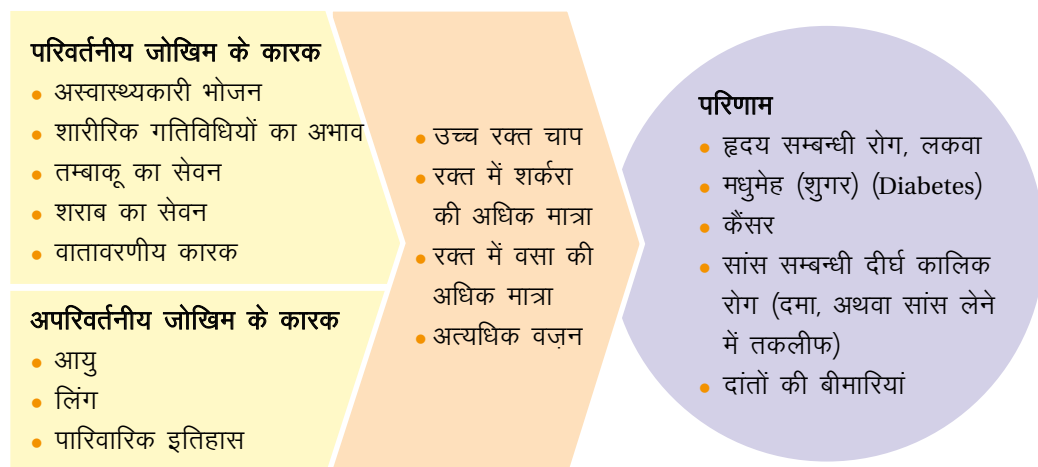 परिवर्तनीय जोखिम के कारक
• अस्वास्थ्यकारी भोजन
• शारीरिक गतिविधियों का अभाव
• तम्बाकू का सेवन
• शराब का सेवन
• वातावरणीय कारक
अपरिवर्तनीय जोखिम के कारक
• आयु
• लिंग
• पारिवारिक इतिहास
• उच्च रक्त चाप
• रक्त में शर्करा
की अधिक मात्रा
• रक्त में वसा की
अधिक मात्रा
• अत्यधिक वज़न
परिणाम
• हृदय सम्बन्धी रोग, लकवा
• मधुमेह (शुगर) (Diabetes)
• कैंसर
• सांस सम्बन्धी दीर्घ कालिक
रोग (दमा, अथवा सांस लेने
में तकलीफ)
• दांतों की बीमारियां